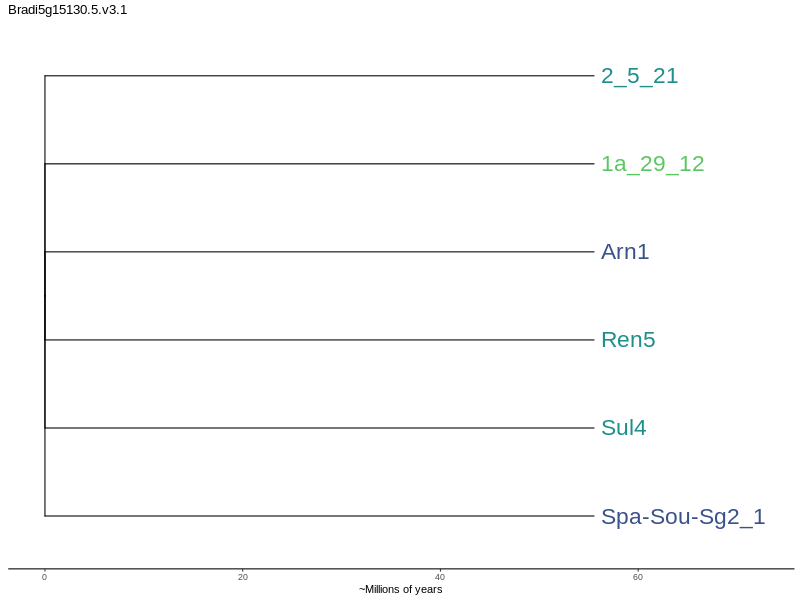 Bradi5g15130.5.v3.1
2_5_21
1a_29_12
Arn1
Ren5
Sul4
Spa-Sou-Sg2_1
0 20 40 60
~Millions of years